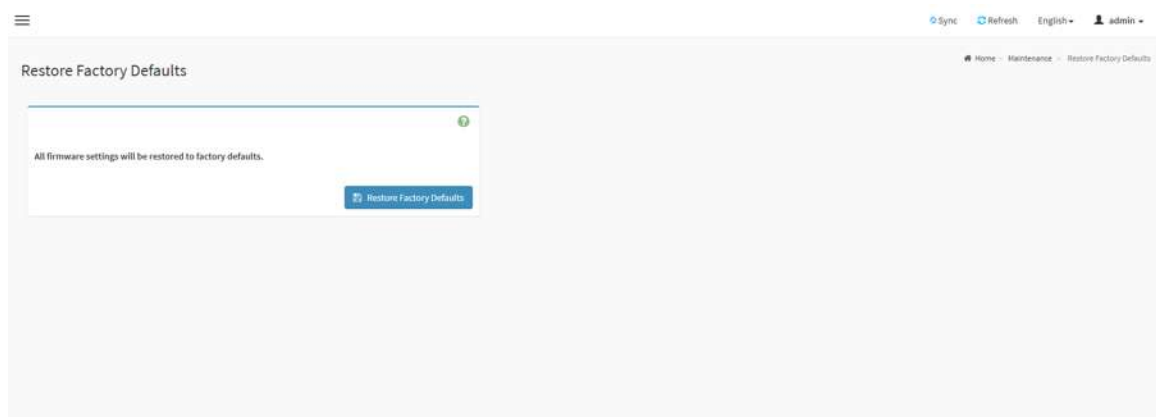 Sync Refresh English admin
Home - Maintenance - Restore Factory Defaults
Restore Factory Defaults
?
All firmware settings will be restored to factory defaults.
Restore Factory Defaults